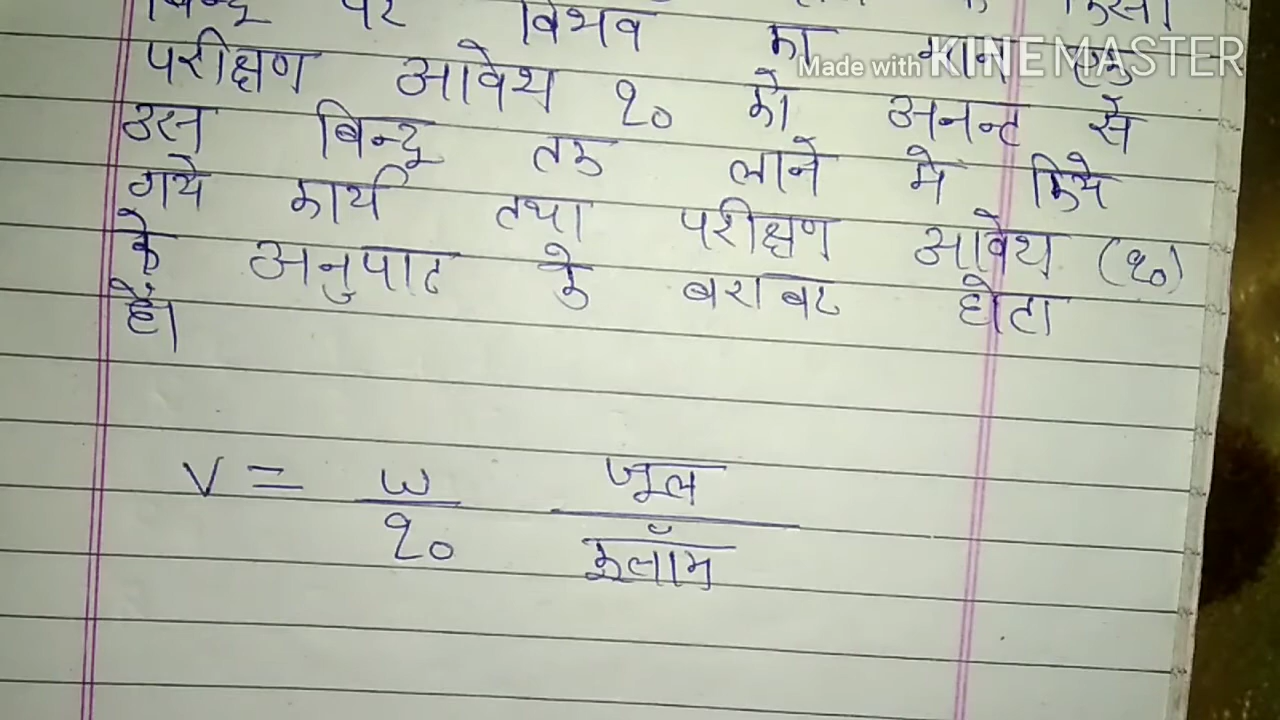 बिन्दु पर विभव का मान एक
Made with KINEMASTER
परीक्षण आवेश q₀ को अनन्त से
उस बिन्दु तक लाने मे किये
गये कार्य तथा परीक्षण आवेश (q₀)
के अनुपात के बराबर होता
है।
V = W/q₀ जूल/कूलॉम